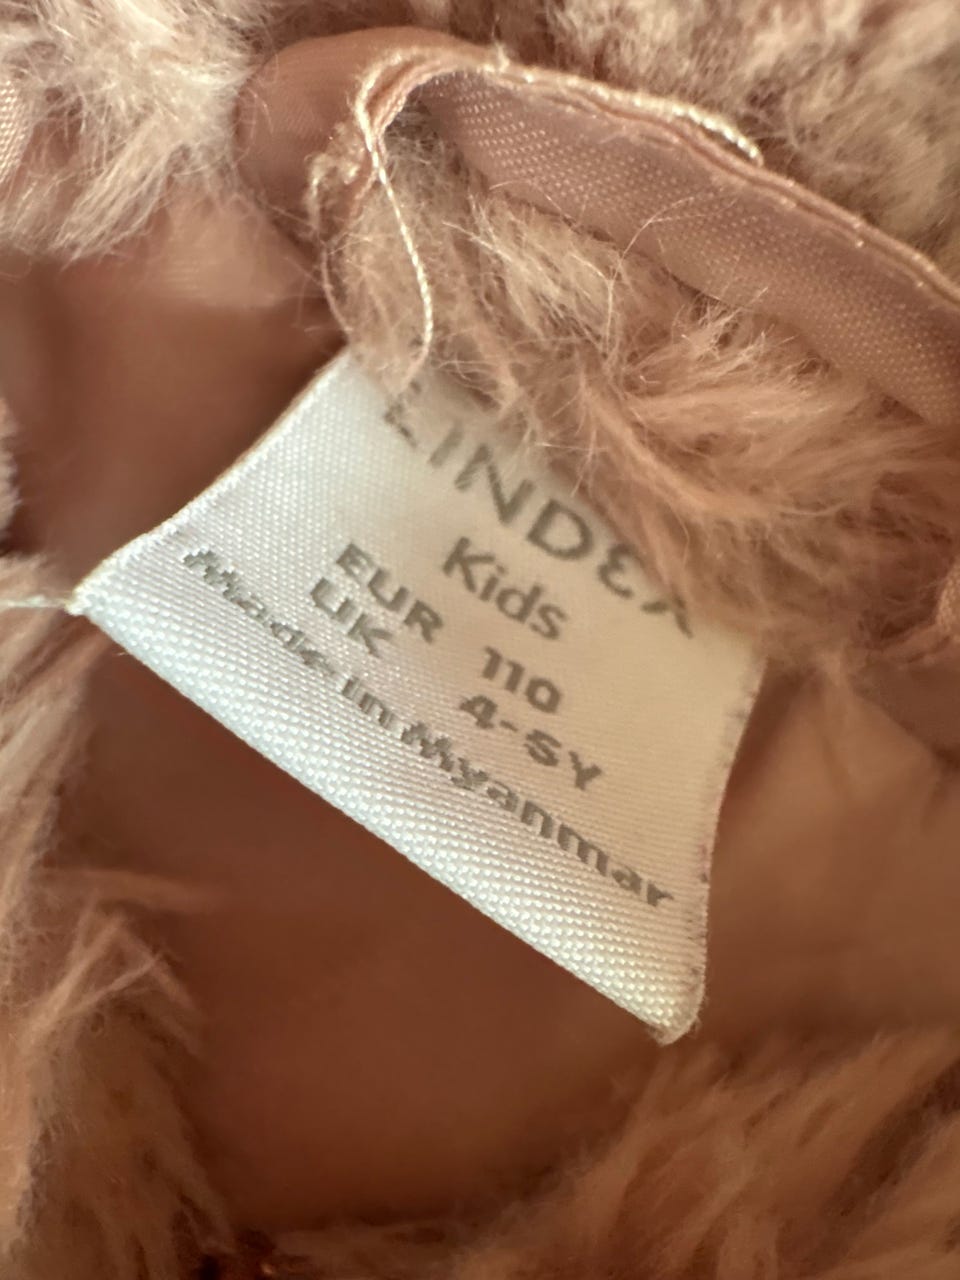 LINDEX
Kids
EUR 110
UK 4-5Y
Made in Myanmar